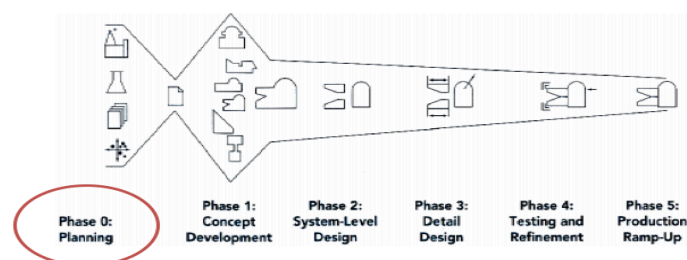 Phase 0:
Planning
Phase 1:
Concept
Development
Phase 2:
System-Level
Design
Phase 3:
Detail
Design
Phase 4:
Testing and
Refinement
Phase 5:
Production
Ramp-Up